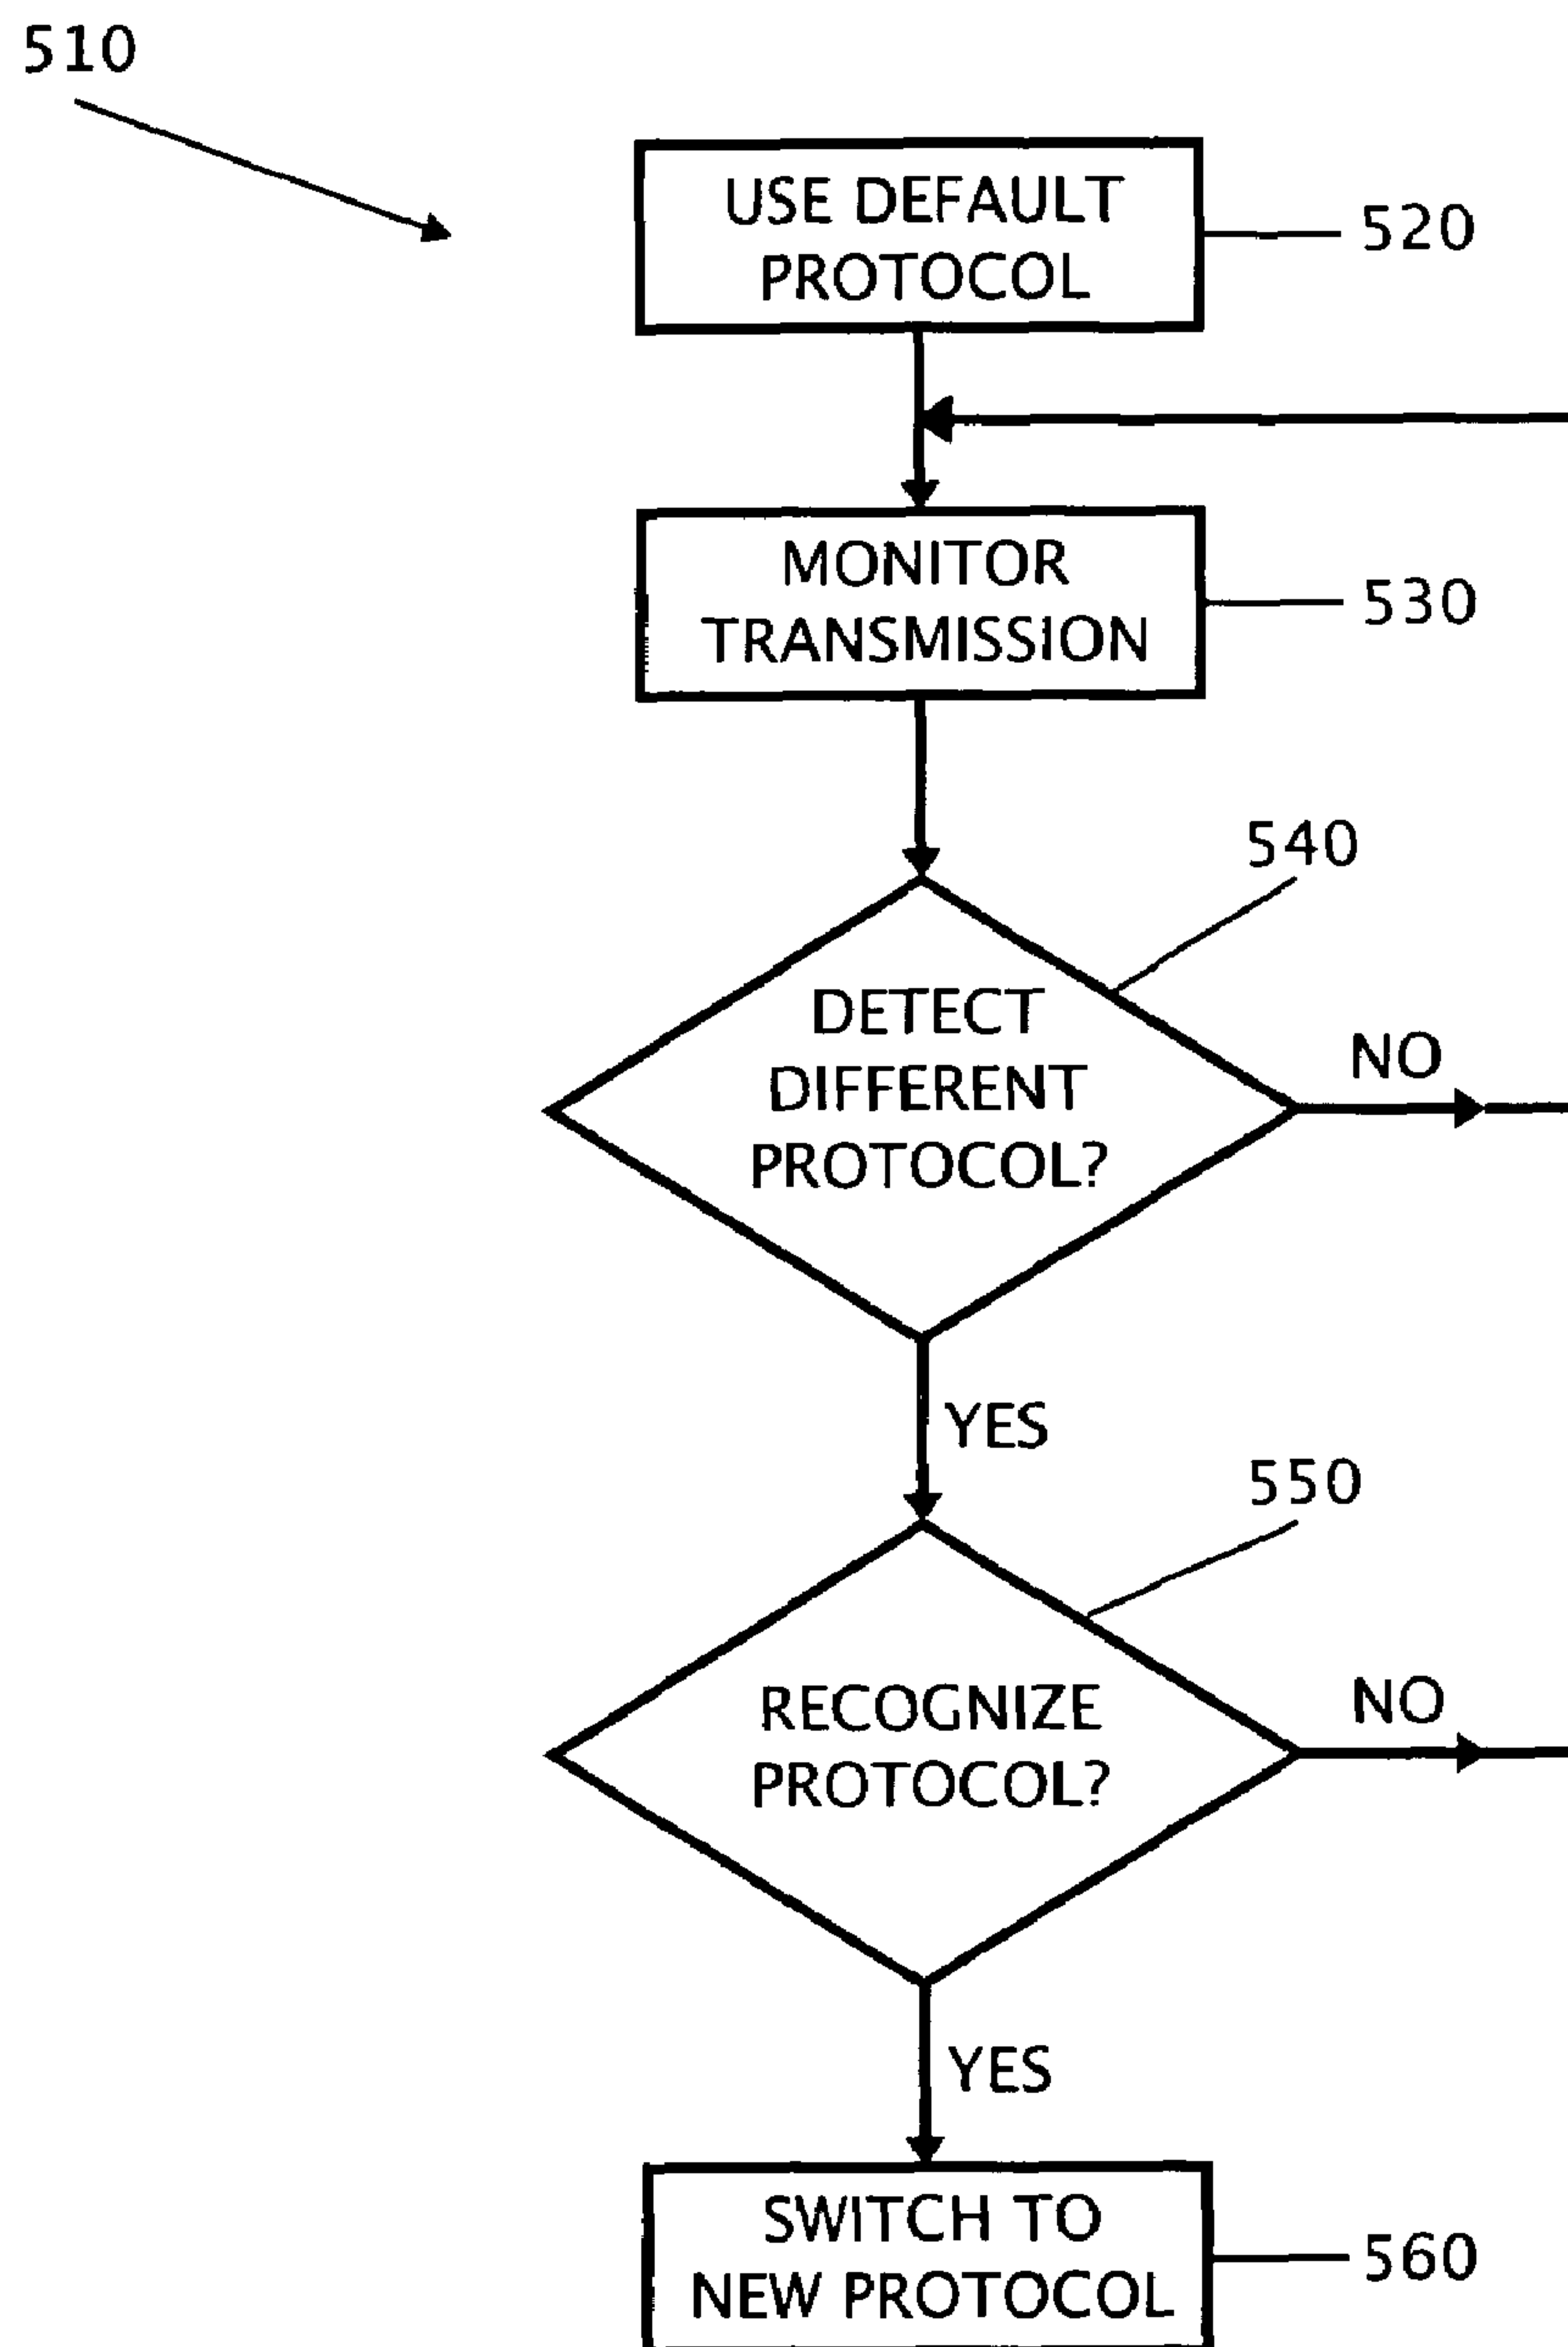 510
USE DEFAULT
PROTOCOL
520
MONITOR
TRANSMISSION
530
540
DETECT
DIFFERENT
PROTOCOL?
NO
YES
550
RECOGNIZE
PROTOCOL?
NO
YES
SWITCH TO
NEW PROTOCOL
560